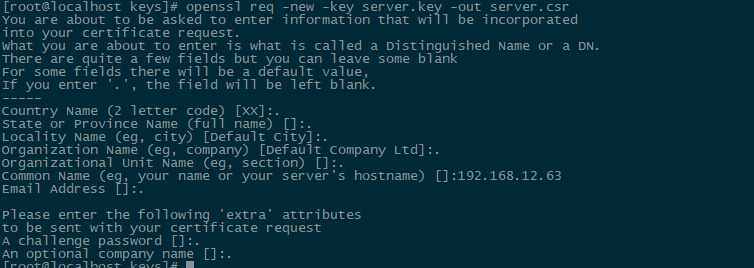 [root@localhost keys]# openssl req -new -key server.key -out server.csr
You are about to be asked to enter information that will be incorporated
into your certificate request.
What you are about to enter is what is called a Distinguished Name or a DN.
There are quite a few fields but you can leave some blank
For some fields there will be a default value,
If you enter '.', the field will be left blank.
-----
Country Name (2 letter code) [XX]:.
State or Province Name (full name) []:.
Locality Name (eg, city) [Default City]:.
Organization Name (eg, company) [Default Company Ltd]:.
Organizational Unit Name (eg, section) []:.
Common Name (eg, your name or your server's hostname) []:192.168.12.63
Email Address []:.

Please enter the following 'extra' attributes
to be sent with your certificate request
A challenge password []:.
An optional company name []:.
[root@localhost keys]#